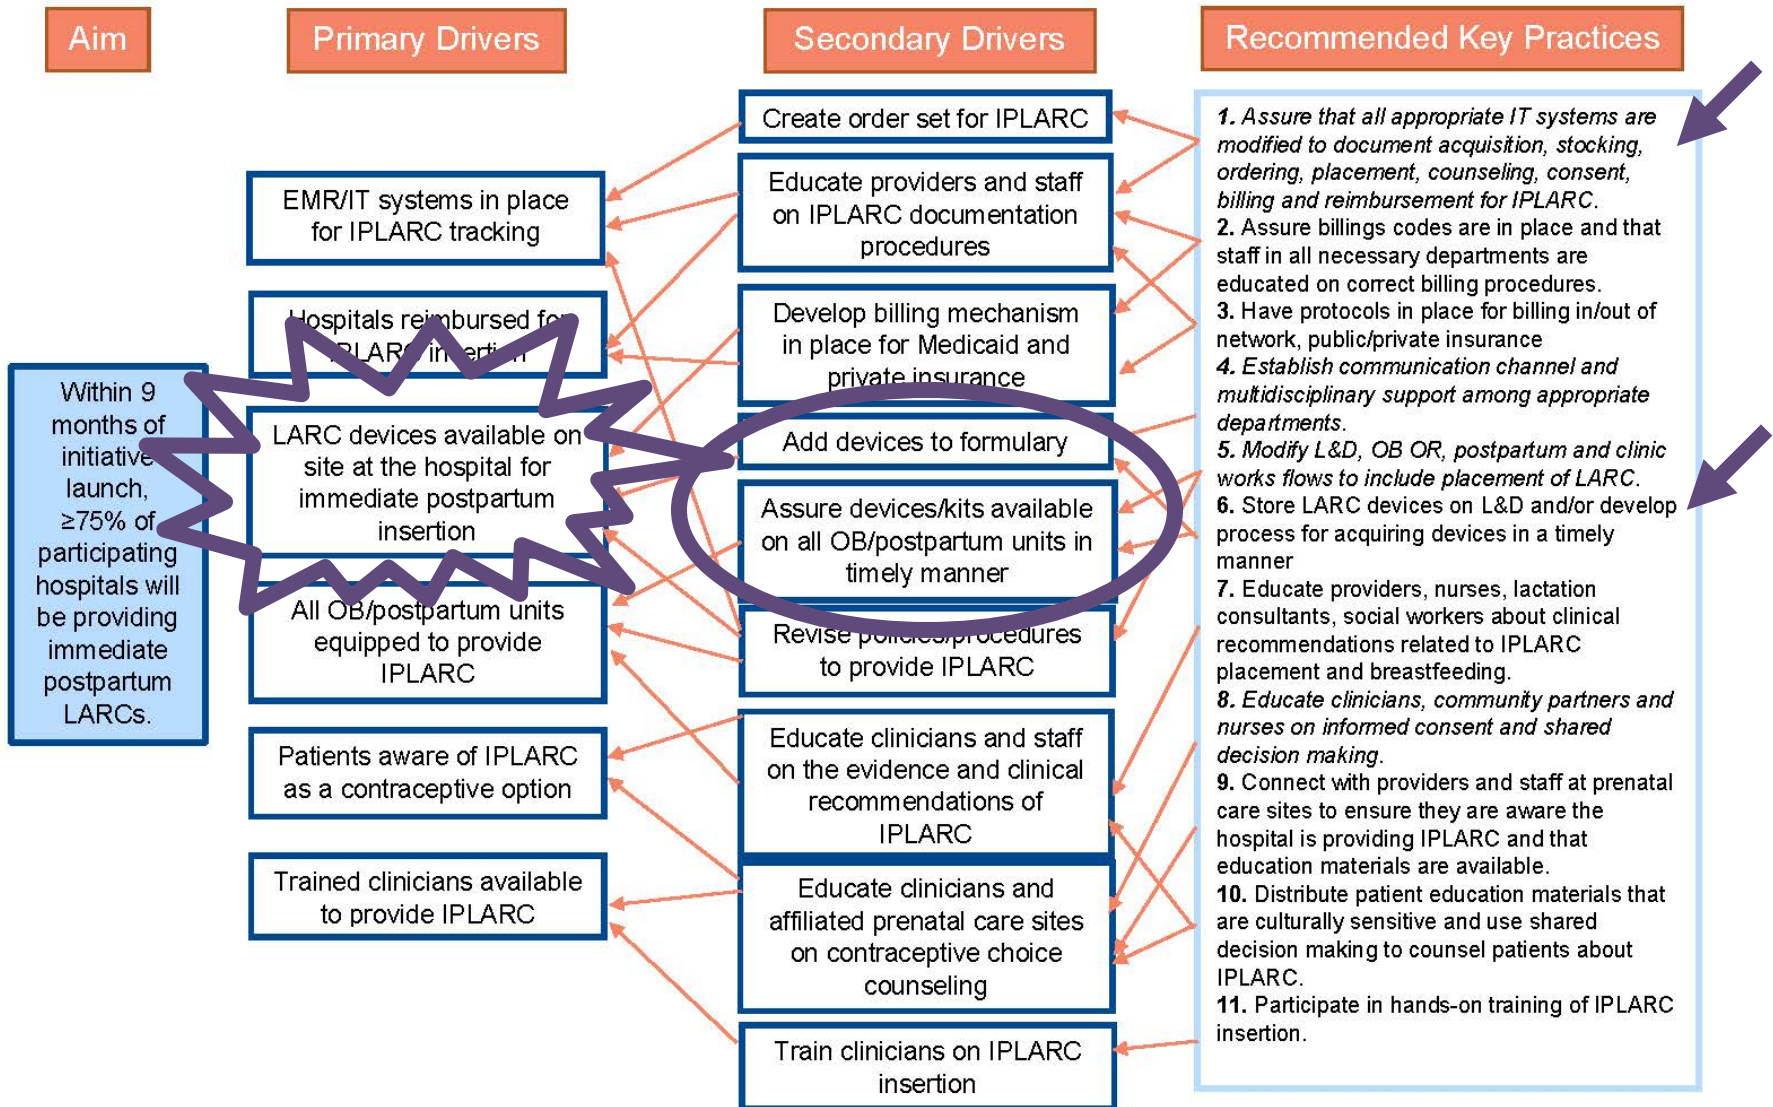 Aim
Primary Drivers
Secondary Drivers
Recommended Key Practices
Within 9
months of
initiative
launch,
≥75% of
participating
hospitals will
be providing
immediate
postpartum
LARCs.
EMR/IT systems in place
for IPLARC tracking
Hospitals reimbursed for
IPLARC insertion
LARC devices available on
site at the hospital for
immediate postpartum
insertion
All OB/postpartum units
equipped to provide
IPLARC
Patients aware of IPLARC
as a contraceptive option
Trained clinicians available
to provide IPLARC
Create order set for IPLARC
Educate providers and staff
on IPLARC documentation
procedures
Develop billing mechanism
in place for Medicaid and
private insurance
Add devices to formulary
Assure devices/kits available
on all OB/postpartum units in
timely manner
Revise policies/procedures
to provide IPLARC
Educate clinicians and staff
on the evidence and clinical
recommendations of
IPLARC
Educate clinicians and
affiliated prenatal care sites
on contraceptive choice
counseling
Train clinicians on IPLARC
insertion
1. Assure that all appropriate IT systems are
modified to document acquisition, stocking,
ordering, placement, counseling, consent,
billing and reimbursement for IPLARC.
2. Assure billings codes are in place and that
staff in all necessary departments are
educated on correct billing procedures.
3. Have protocols in place for billing in/out of
network, public/private insurance
4. Establish communication channel and
multidisciplinary support among appropriate
departments.
5. Modify L&D, OB OR, postpartum and clinic
works flows to include placement of LARC.
6. Store LARC devices on L&D and/or develop
process for acquiring devices in a timely
manner
7. Educate providers, nurses, lactation
consultants, social workers about clinical
recommendations related to IPLARC
placement and breastfeeding.
8. Educate clinicians, community partners and
nurses on informed consent and shared
decision making.
9. Connect with providers and staff at prenatal
care sites to ensure they are aware the
hospital is providing IPLARC and that
education materials are available.
10. Distribute patient education materials that
are culturally sensitive and use shared
decision making to counsel patients about
IPLARC.
11. Participate in hands-on training of IPLARC
insertion.